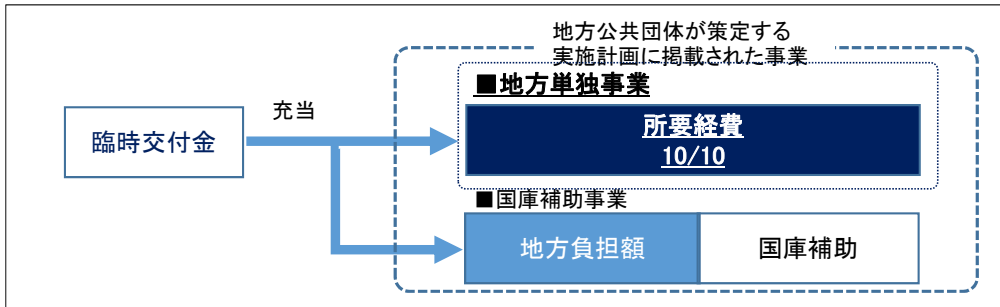 地方公共団体が策定する
実施計画に掲載された事業
■地方単独事業
充当
臨時交付金
所要経費
10/10
■国庫補助事業
地方負担額
国庫補助